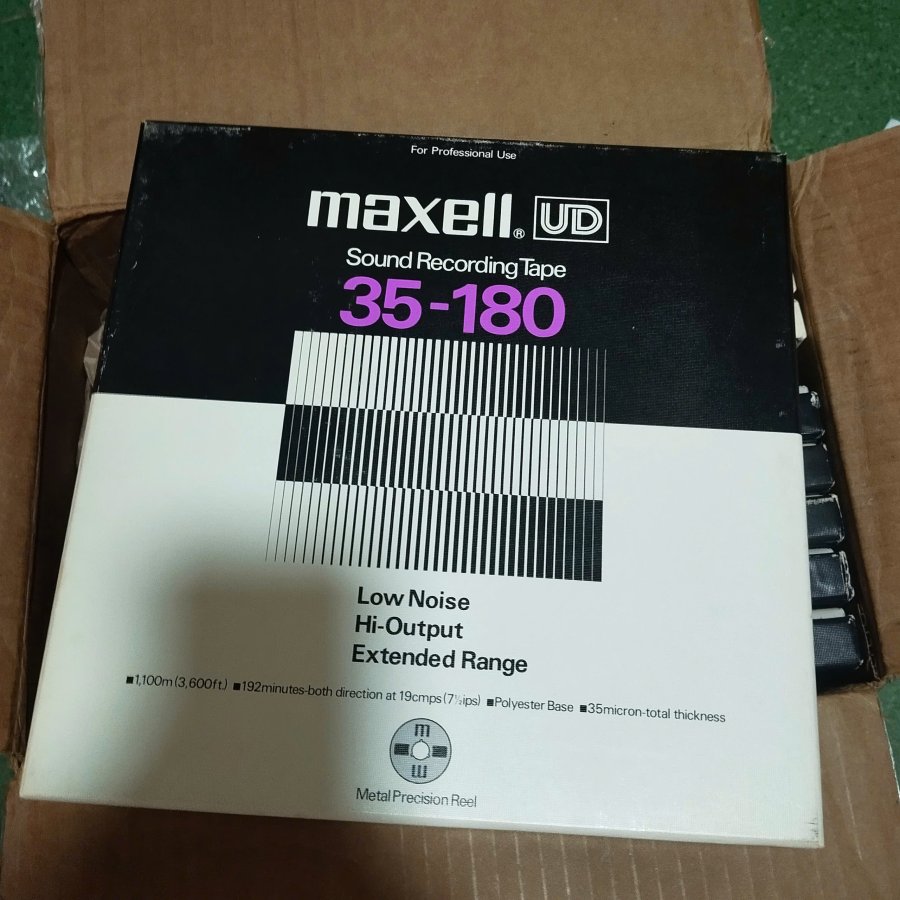 For Professional Use
maxell® UD
Sound Recording Tape
35-180
Low Noise
Hi-Output
Extended Range
■1,100m (3,600ft.) ■192minutes-both direction at 19cmps (7½ips) ■Polyester Base ■35micron-total thickness
m
m
Metal Precision Reel